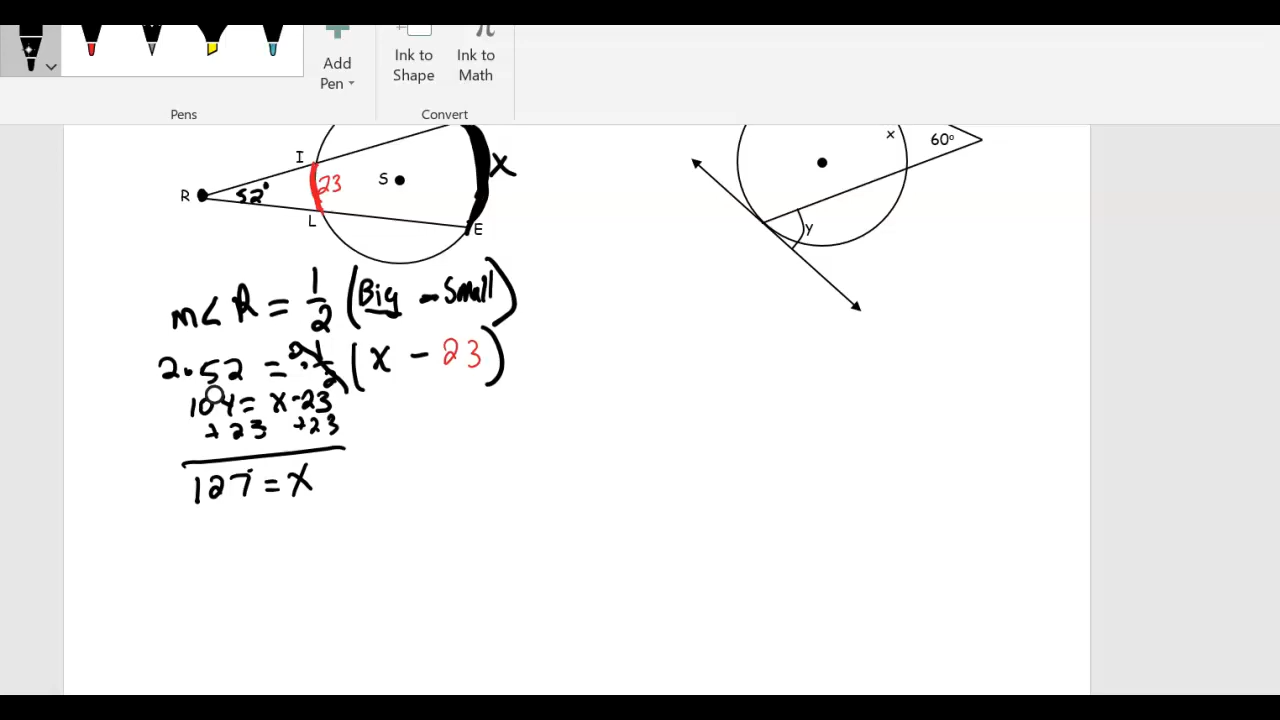 Add
Pen
Ink to
Shape
Ink to
Math
Pens
Convert
I
R
52°
23
S
X
L
E
x
60°
y
m< R = 1/2 (Big - Small)
2·52 = 2·1/2 (x - 23)
104 = x - 23
+23 +23
127 = x